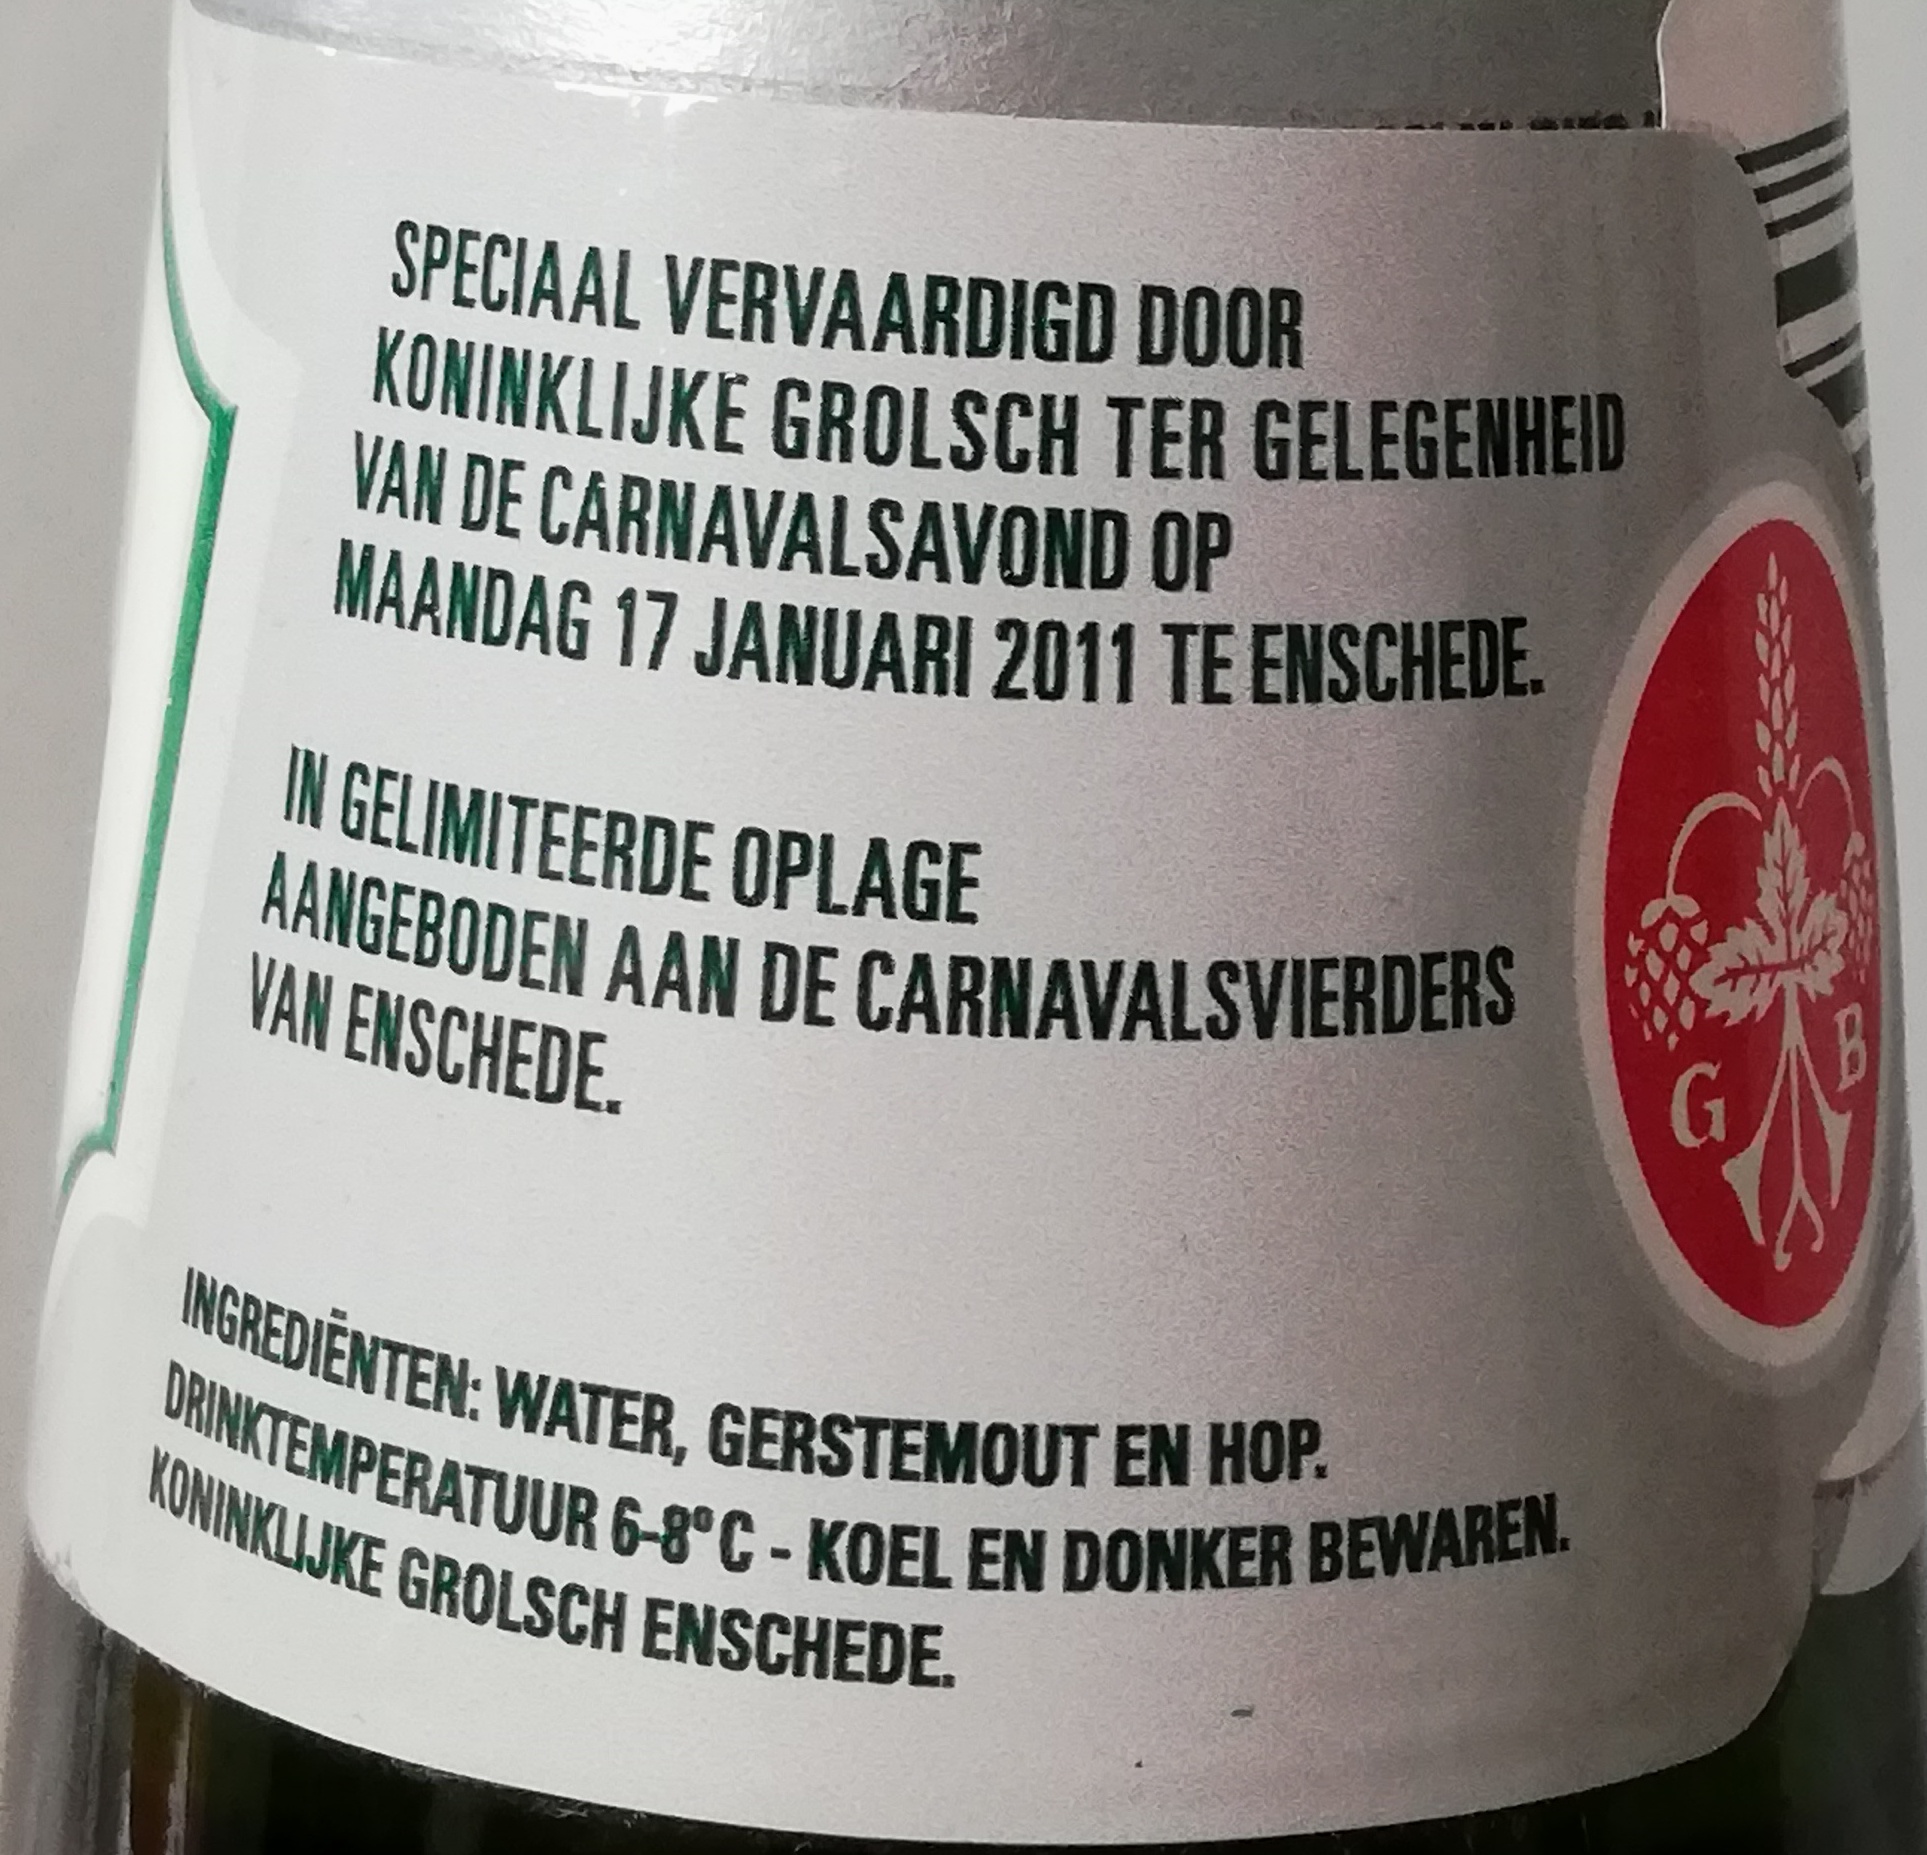 SPECIAAL VERVAARDIGD DOOR
KONINKLIJKE GROLSCH TER GELEGENHEID
VAN DE CARNAVALSAVOND OP
MAANDAG 17 JANUARI 2011 TE ENSCHEDE.
IN GELIMITEERDE OPLAGE
AANGEBODEN AAN DE CARNAVALSVIERDERS
VAN ENSCHEDE.
G B
INGREDIËNTEN: WATER, GERSTEMOUT EN HOP.
DRINKTEMPERATUUR 6-8°C - KOEL EN DONKER BEWAREN.
KONINKLIJKE GROLSCH ENSCHEDE.